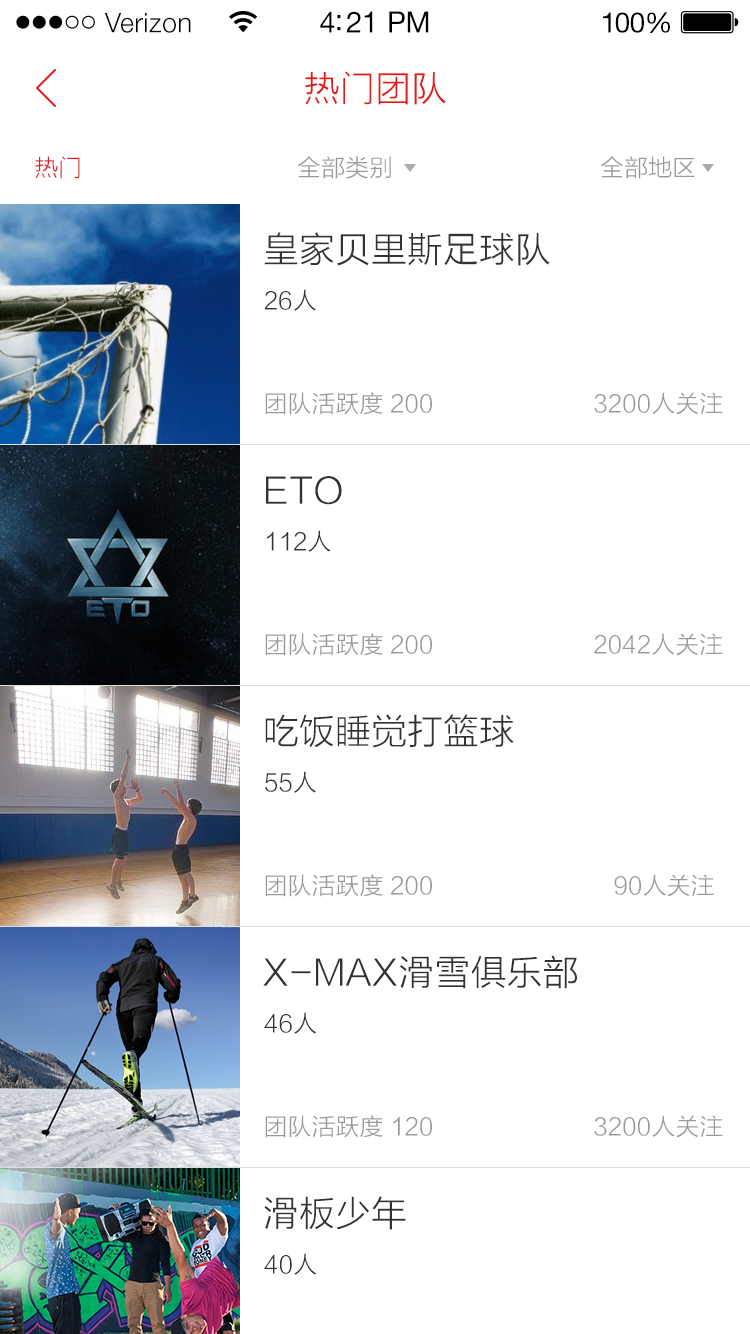 Verizon 4:21 PM 100%
热门团队
热门 全部类别 全部地区
皇家贝里斯足球队
26人
团队活跃度 200 3200人关注
ETO
ETO
112人
团队活跃度 200 2042人关注
吃饭睡觉打篮球
55人
团队活跃度 200 90人关注
X-MAX滑雪俱乐部
46人
团队活跃度 120 3200人关注
滑板少年
40人